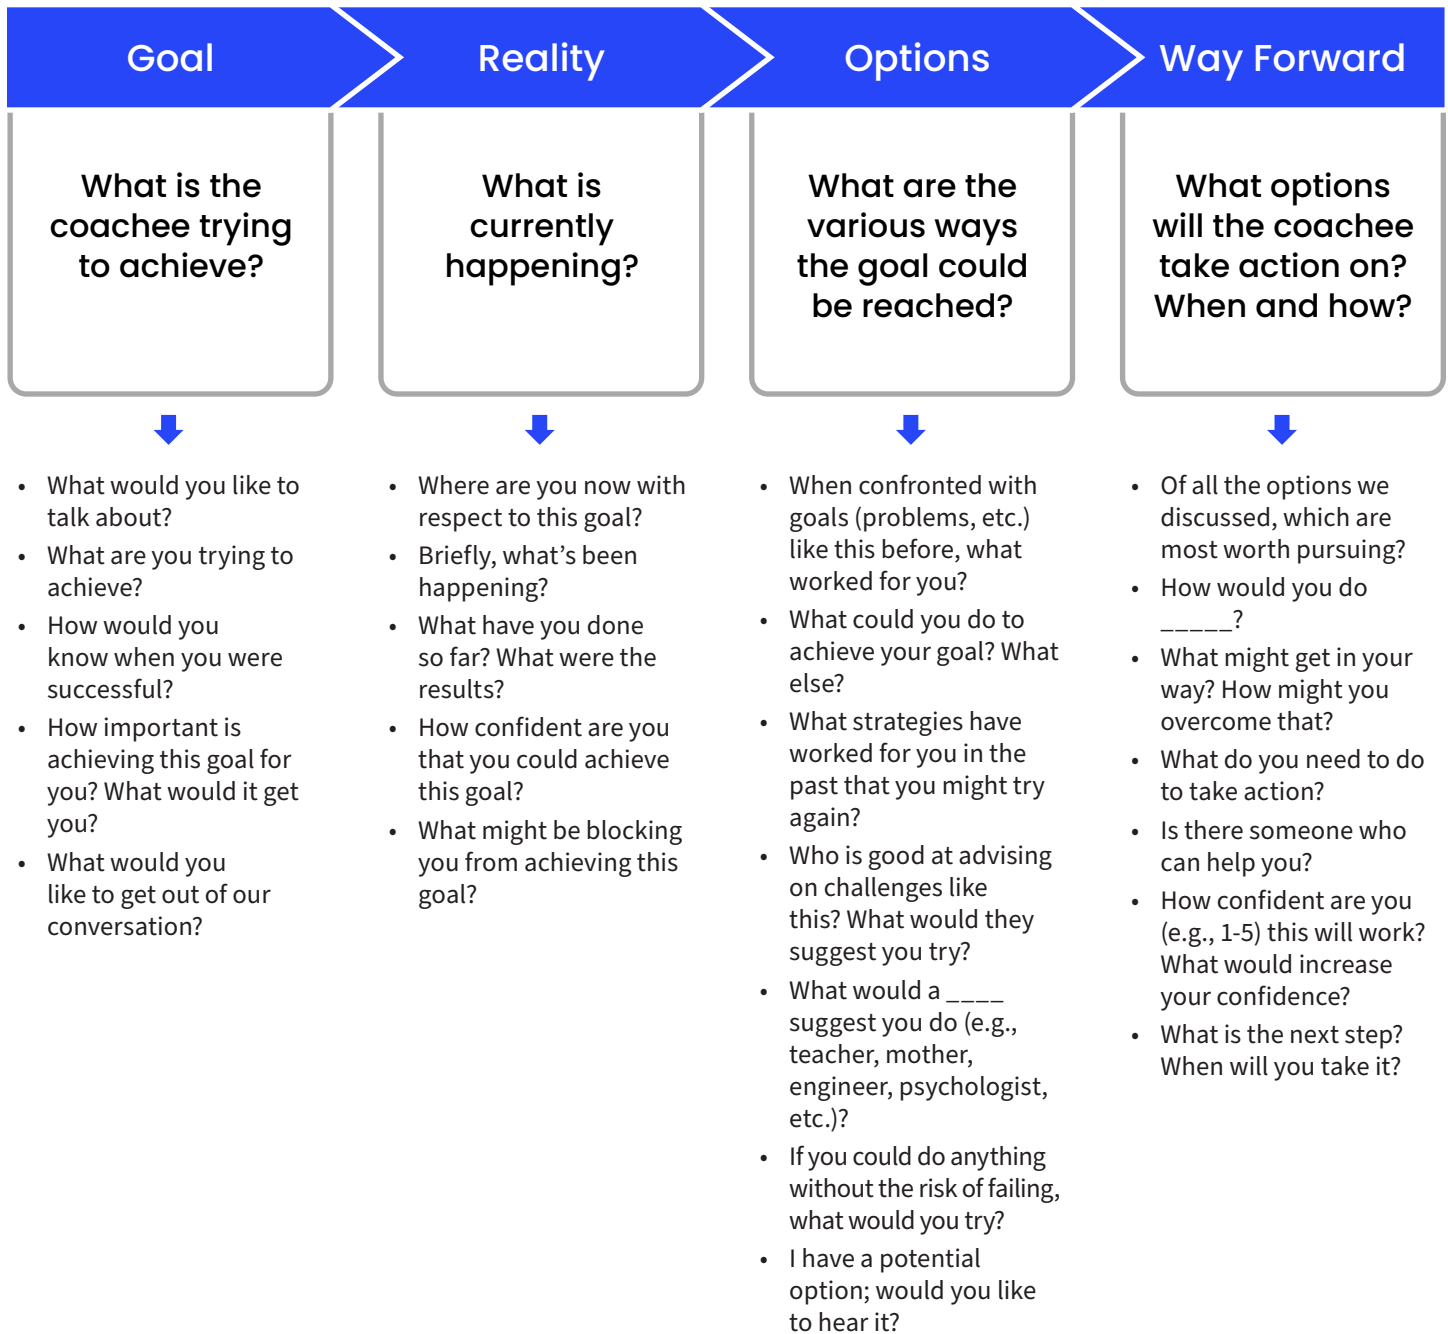 Goal
Reality
Options
Way Forward
What is the
coachee trying
to achieve?
What is
currently
happening?
What are the
various ways
the goal could
be reached?
What options
will the coachee
take action on?
When and how?
• What would you like to
talk about?
• What are you trying to
achieve?
• How would you
know when you were
successful?
• How important is
achieving this goal for
you? What would it get
you?
• What would you
like to get out of our
conversation?
• Where are you now with
respect to this goal?
• Briefly, what’s been
happening?
• What have you done
so far? What were the
results?
• How confident are you
that you could achieve
this goal?
• What might be blocking
you from achieving this
goal?
• When confronted with
goals (problems, etc.)
like this before, what
worked for you?
• What could you do to
achieve your goal? What
else?
• What strategies have
worked for you in the
past that you might try
again?
• Who is good at advising
on challenges like
this? What would they
suggest you try?
• What would a ____
suggest you do (e.g.,
teacher, mother,
engineer, psychologist,
etc.)?
• If you could do anything
without the risk of failing,
what would you try?
• I have a potential
option; would you like
to hear it?
• Of all the options we
discussed, which are
most worth pursuing?
• How would you do
_____?
• What might get in your
way? How might you
overcome that?
• What do you need to do
to take action?
• Is there someone who
can help you?
• How confident are you
(e.g., 1-5) this will work?
What would increase
your confidence?
• What is the next step?
When will you take it?